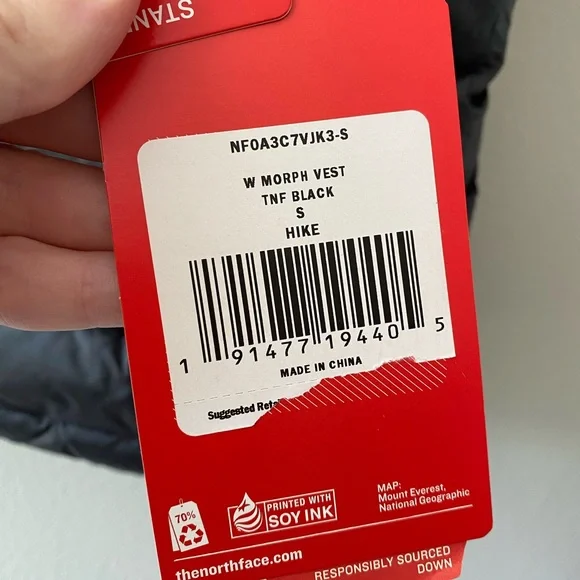 STAN
NF0A3C7VJK3-S
W MORPH VEST
TNF BLACK
S
HIKE
1 91477 19440 5
MADE IN CHINA
Suggested Reta
70%
PRINTED WITH
SOY INK
MAP:
Mount Everest,
National Geographic
thenorthface.com
RESPONSIBLY SOURCED
DOWN